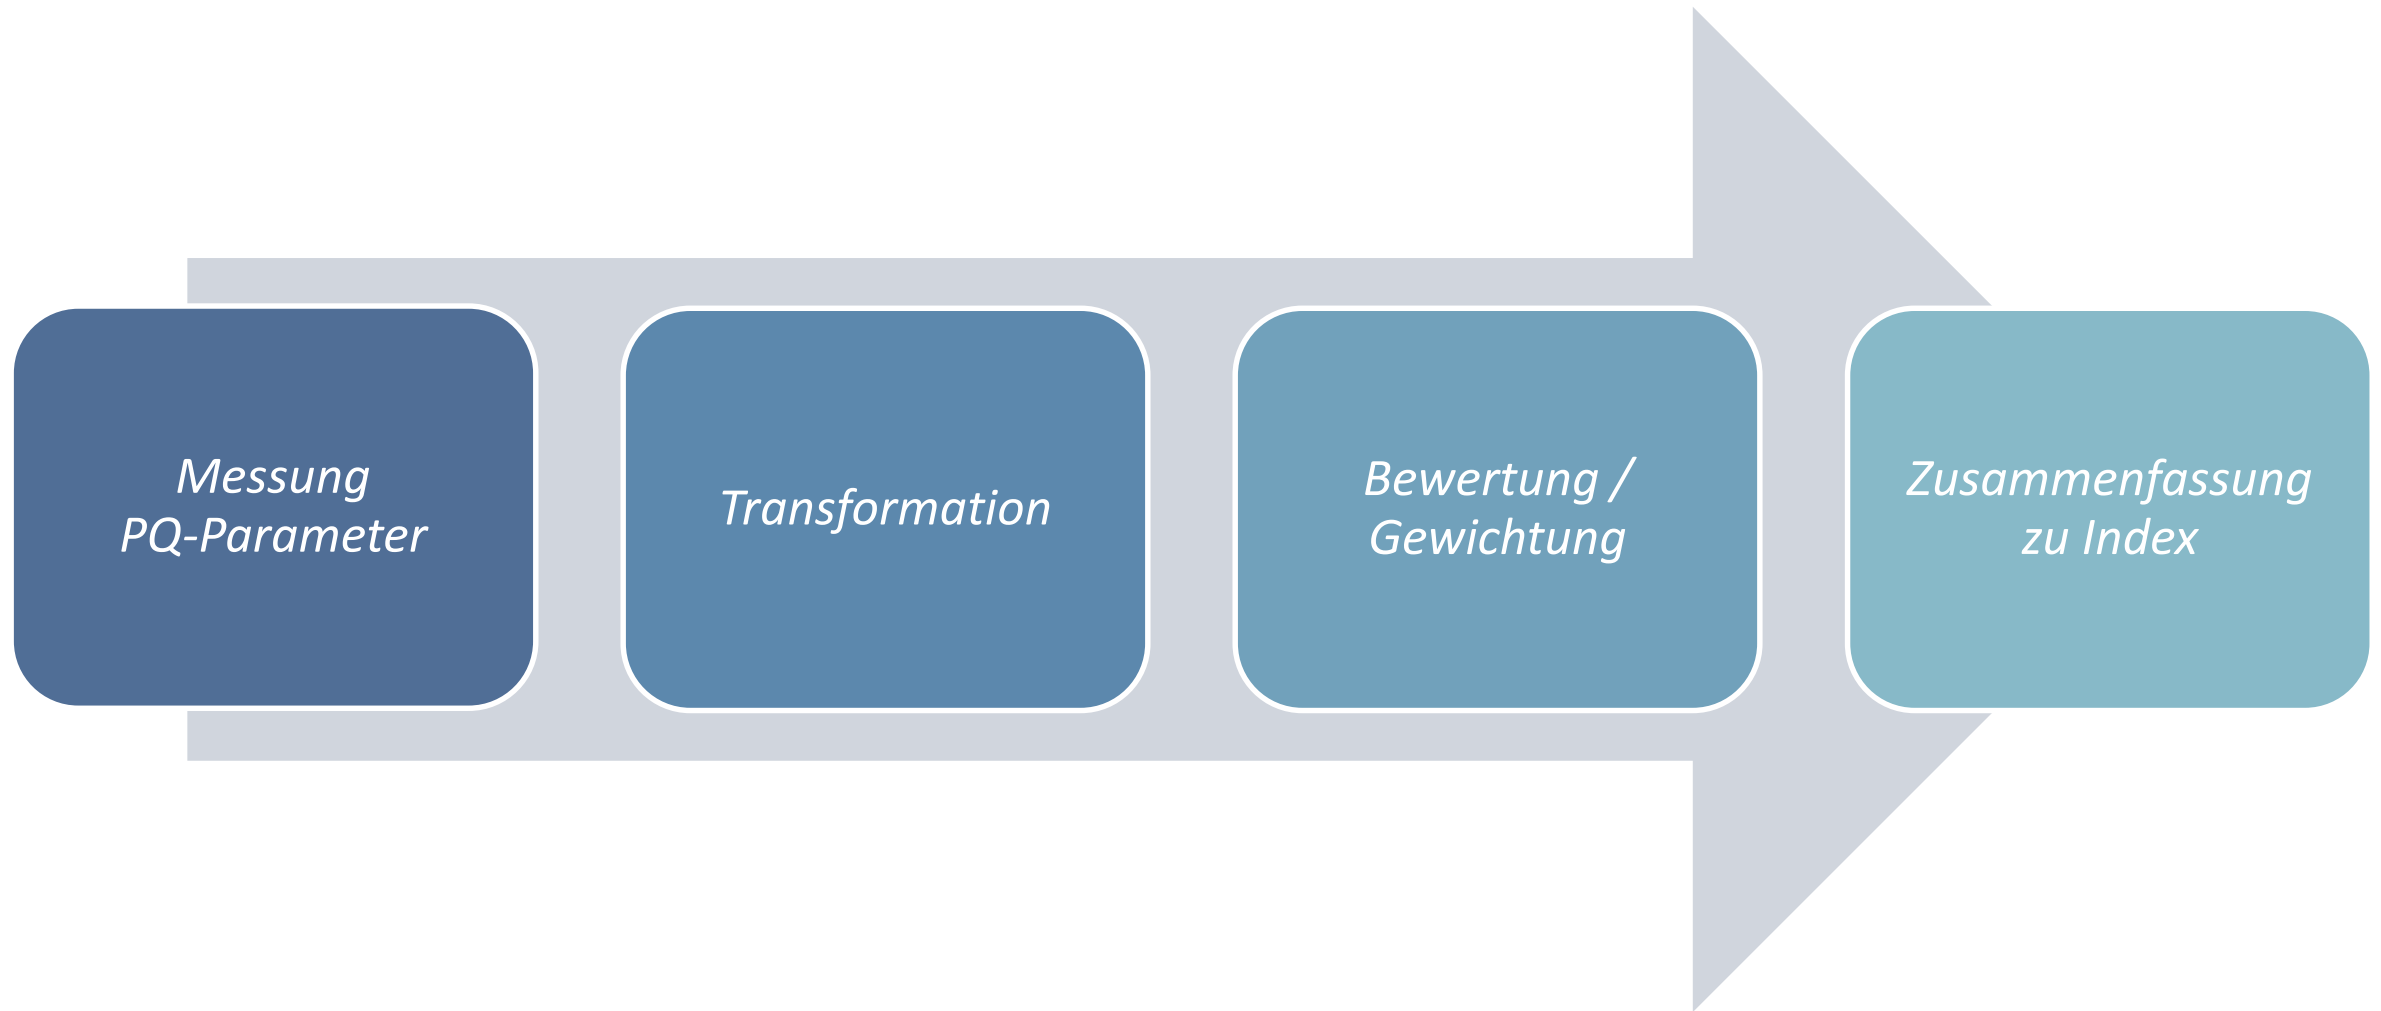 Messung
PQ-Parameter
Transformation
Bewertung /
Gewichtung
Zusammenfassung
zu Index